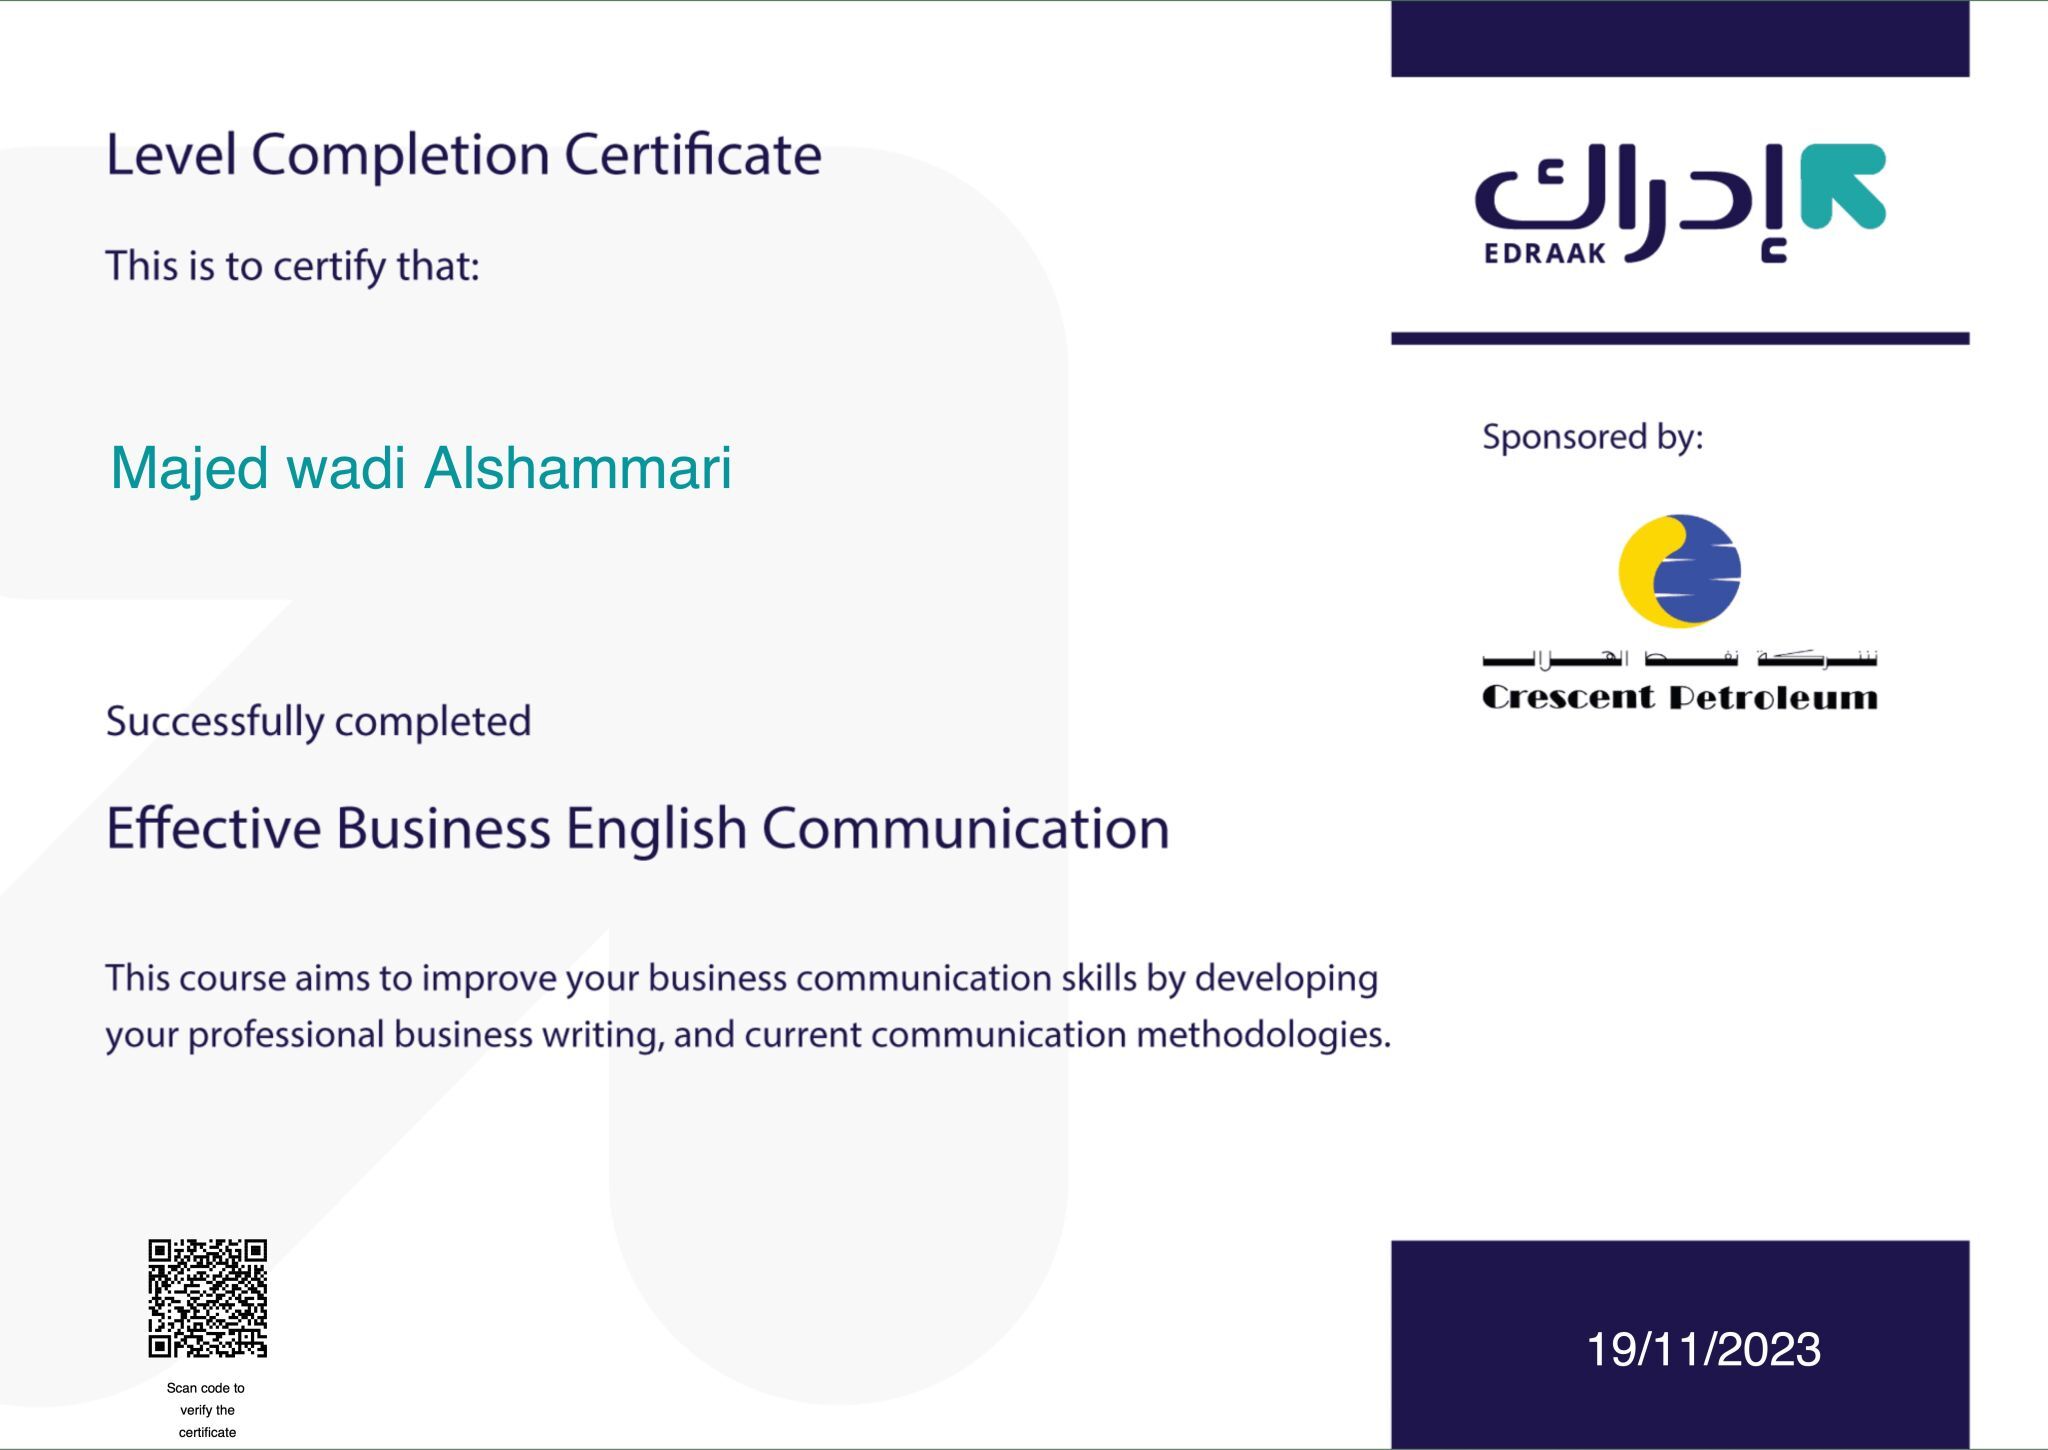 Level Completion Certificate
This is to certify that:
Majed wadi Alshammari
Successfully completed
Effective Business English Communication
This course aims to improve your business communication skills by developing
your professional business writing, and current communication methodologies.
Scan code to
verify the
certificate
إدراك
EDRAAK
Sponsored by:
شركة نفط الهلال
Crescent Petroleum
19/11/2023